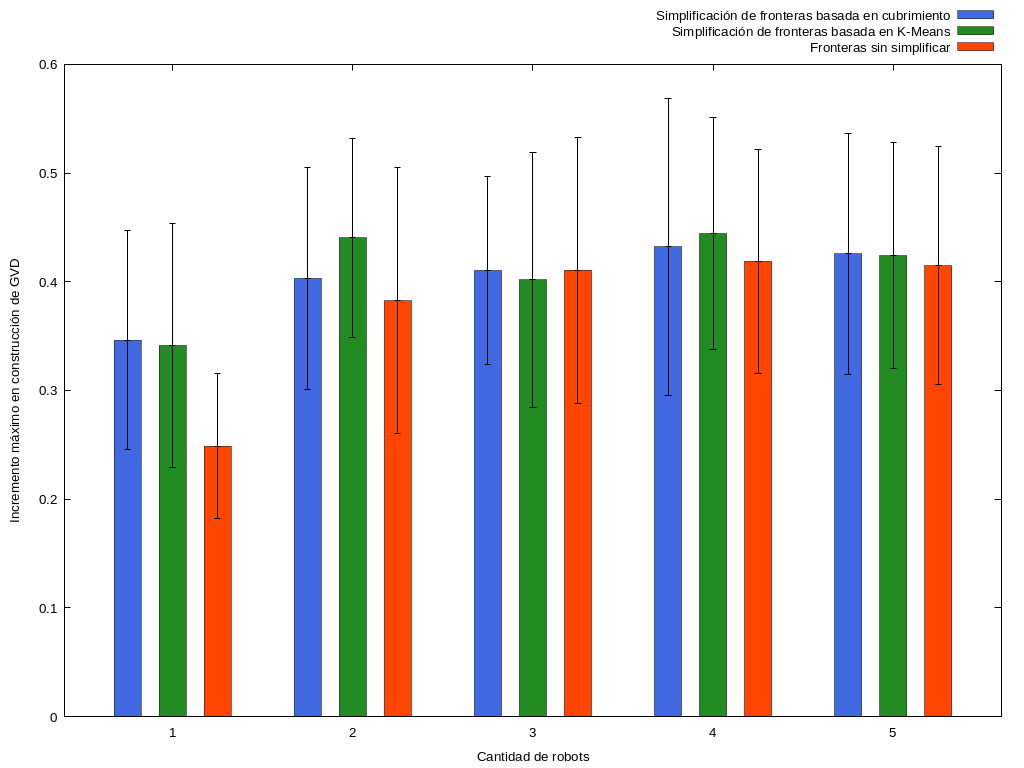 Simplificación de fronteras basada en cubrimiento
Simplificación de fronteras basada en K-Means
Fronteras sin simplificar
0.6
0.5
0.4
0.3
0.2
0.1
0
Incremento máximo en construcción de GVD
1 2 3 4 5
Cantidad de robots